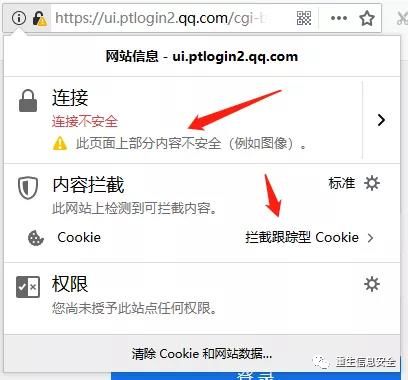 https://ui.ptlogin2.qq.com/cgi-b
网站信息 - ui.ptlogin2.qq.com
连接
连接不安全
此页面上部分内容不安全（例如图像）。
内容拦截
标准
此网站上检测到可拦截内容。
Cookie
拦截跟踪型 Cookie
权限
您尚未授予此站点任何权限。
清除 Cookie 和网站数据...
重生信息安全